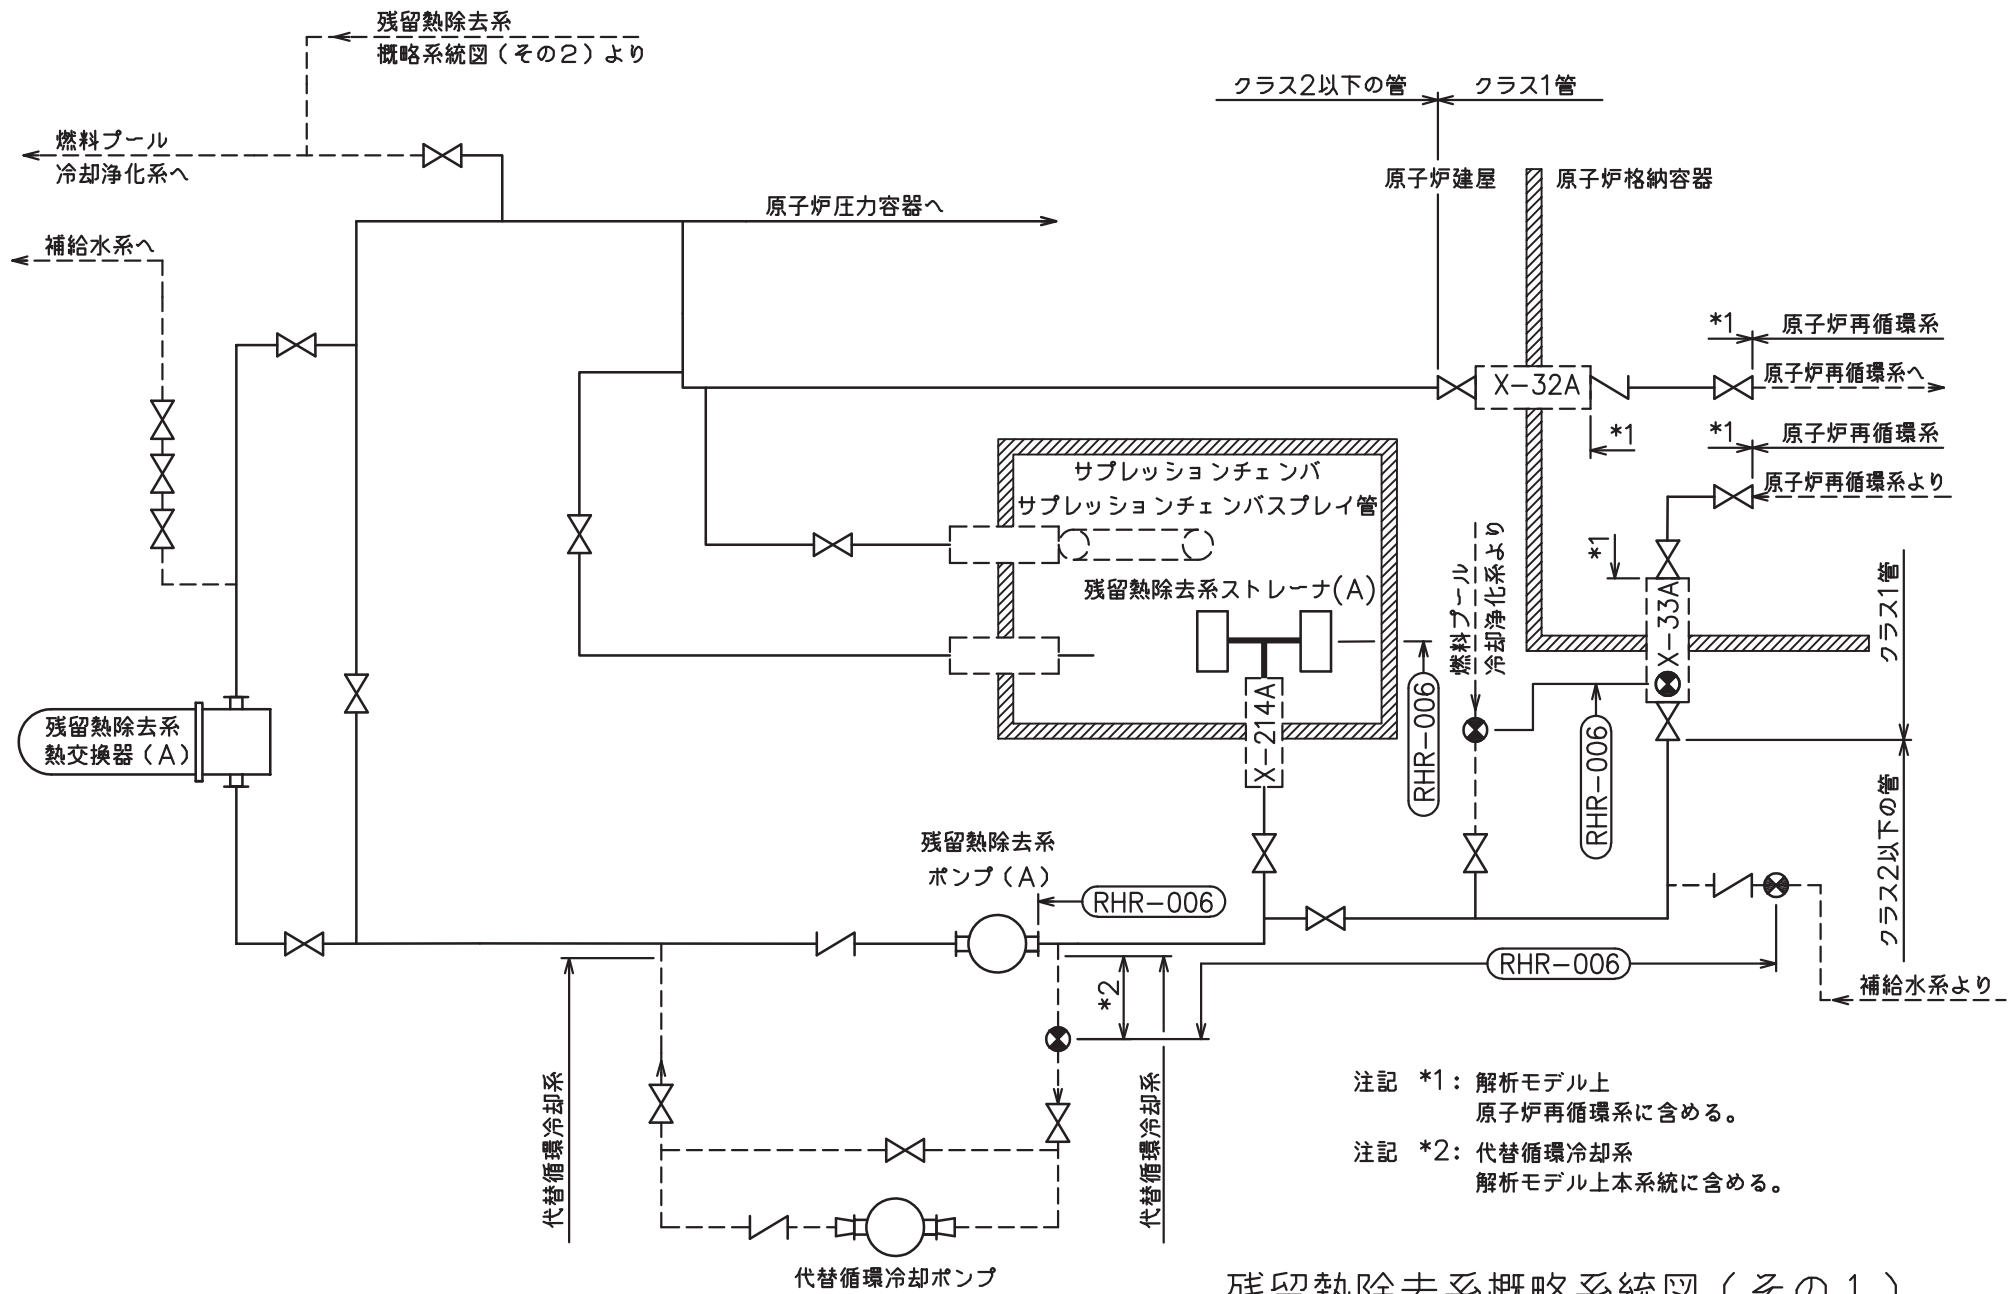 残留熱除去系
概略系統図(その2)より
クラス2以下の管
クラス1管
燃料プール
冷却浄化系へ
原子炉建屋
原子炉格納容器
原子炉圧力容器へ
補給水系へ
*1
原子炉再循環系
原子炉再循環系へ
X-32A
*1
*1
原子炉再循環系
原子炉再循環系より
サプレッションチェンバ
サプレッションチェンバスプレイ管
残留熱除去系ストレーナ(A)
燃料プール
冷却浄化系より
*1
X-33A
クラス1管
X-214A
RHR-006
RHR-006
残留熱除去系
熱交換器(A)
クラス2以下の管
残留熱除去系
ポンプ(A)
RHR-006
RHR-006
*2
補給水系より
代替循環冷却系
代替循環冷却系
注記 *1: 解析モデル上
原子炉再循環系に含める。
注記 *2: 代替循環冷却系
解析モデル上本系統に含める。
代替循環冷却ポンプ
残留熱除去系概略系統図(その1)